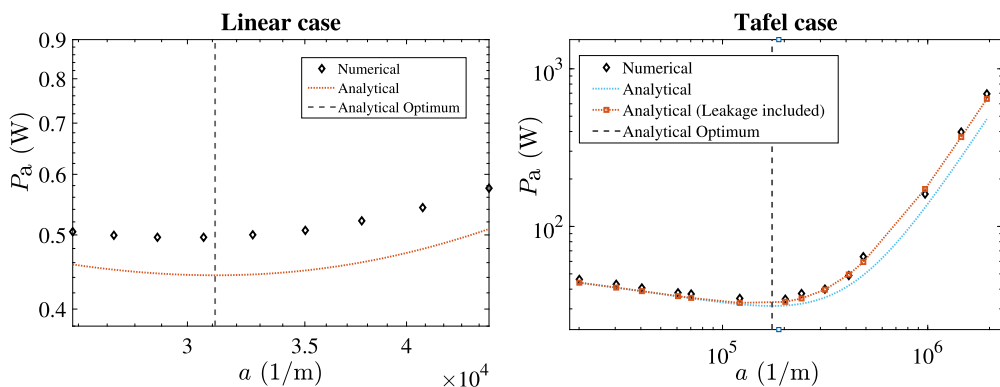 Linear case
0.9
0.8
0.7
0.6
0.5
0.4
Pa (W)
Numerical
Analytical
Analytical Optimum
3
3.5
4
×10^4
a (1/m)
Tafel case
10^3
10^2
Pa (W)
Numerical
Analytical
Analytical (Leakage included)
Analytical Optimum
10^5
10^6
a (1/m)